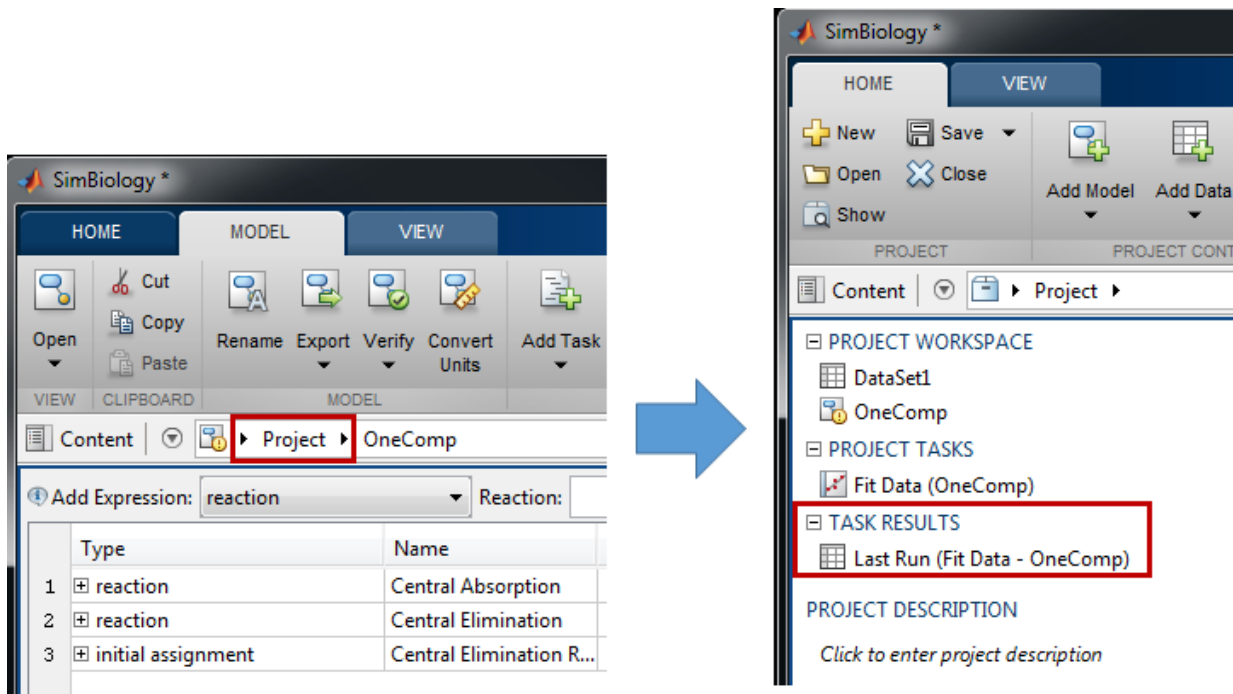 SimBiology *
HOME MODEL VIEW
Open
Cut
Copy
Paste
Rename Export Verify Convert Units Add Task
VIEW CLIPBOARD MODEL
Content Project OneComp
Add Expression: reaction Reaction:
Type Name
1 reaction Central Absorption
2 reaction Central Elimination
3 initial assignment Central Elimination R...
SimBiology *
HOME VIEW
New Save
Open Close
Show
Add Model Add Data
PROJECT PROJECT CONT
Content Project
PROJECT WORKSPACE
DataSet1
OneComp
PROJECT TASKS
Fit Data (OneComp)
TASK RESULTS
Last Run (Fit Data - OneComp)
PROJECT DESCRIPTION
Click to enter project description